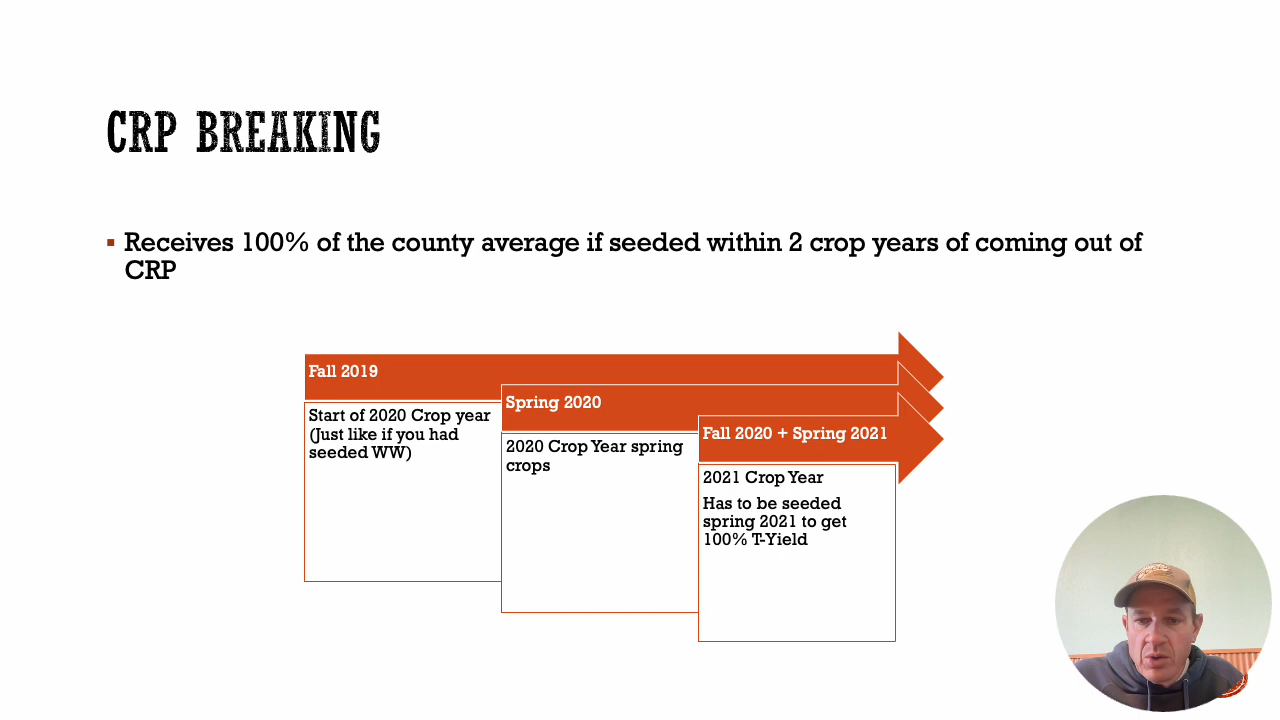 CRP BREAKING
▪ Receives 100% of the county average if seeded within 2 crop years of coming out of
CRP
Fall 2019
Start of 2020 Crop year
(Just like if you had
seeded WW)
Spring 2020
2020 Crop Year spring
crops
Fall 2020 + Spring 2021
2021 Crop Year
Has to be seeded
spring 2021 to get
100% T-Yield